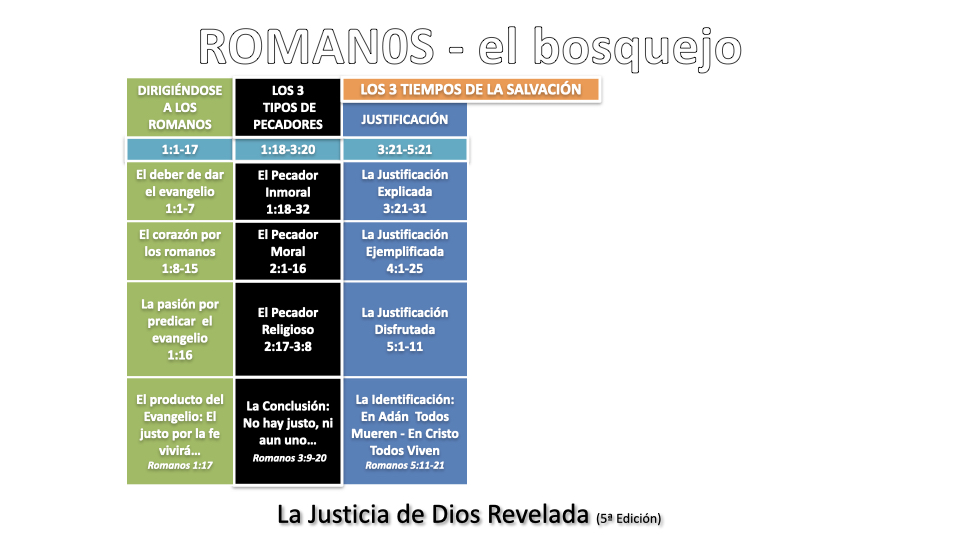 ROMAN0S - el bosquejo
DIRIGIÉNDOSE
A LOS
ROMANOS
LOS 3
TIPOS DE
PECADORES
LOS 3 TIEMPOS DE LA SALVACIÓN
JUSTIFICACIÓN
1:1-17
1:18-3:20
3:21-5:21
El deber de dar
el evangelio
1:1-7
El Pecador
Inmoral
1:18-32
La Justificación
Explicada
3:21-31
El corazón por
los romanos
1:8-15
El Pecador
Moral
2:1-16
La Justificación
Ejemplificada
4:1-25
La pasión por
predicar el
evangelio
1:16
El Pecador
Religioso
2:17-3:8
La Justificación
Disfrutada
5:1-11
El producto del
Evangelio: El
justo por la fe
vivirá...
Romanos 1:17
La Conclusión:
No hay justo, ni
aun uno...
Romanos 3:9-20
La Identificación:
En Adán Todos
Mueren - En Cristo
Todos Viven
Romanos 5:11-21
La Justicia de Dios Revelada (5ª Edición)